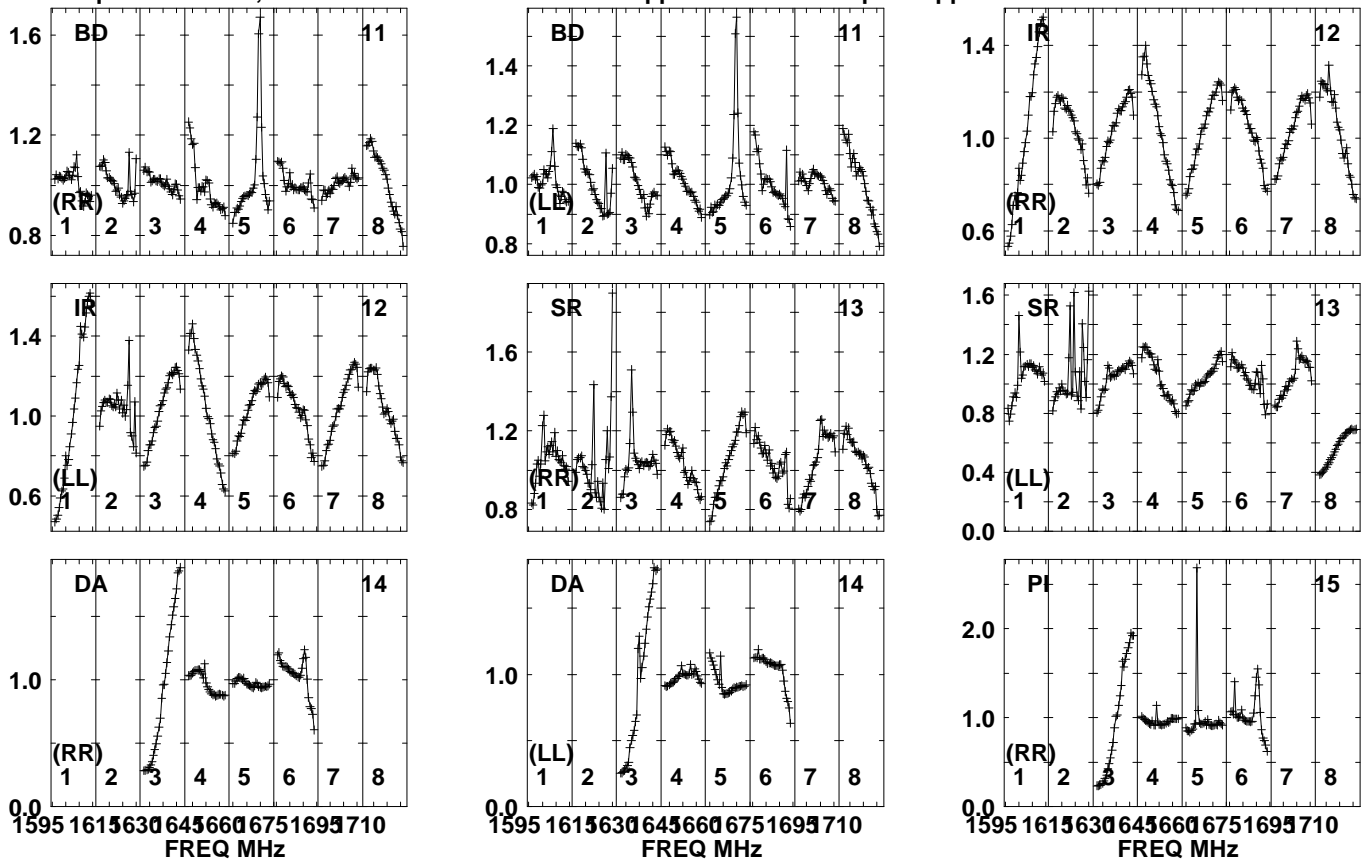 BD 11
1.6
1.2
0.8
(RR)
1 2 3 4 5 6 7 8
BD 11
1.4
1.2
1.0
0.8
(LL)
1 2 3 4 5 6 7 8
IR 12
1.4
1.0
0.6
(RR)
1 2 3 4 5 6 7 8
IR 12
1.4
1.0
0.6
(LL)
1 2 3 4 5 6 7 8
SR 13
1.6
1.2
0.8
(RR)
1 2 3 4 5 6 7 8
SR 13
1.6
1.2
0.8
0.4
0.0
(LL)
1 2 3 4 5 6 7 8
DA 14
1.0
0.0
(RR)
1 2 3 4 5 6 7 8
1595 1615 1630 1645 1660 1675 1695 1710
FREQ MHz
DA 14
1.0
0.0
(LL)
1 2 3 4 5 6 7 8
1595 1615 1630 1645 1660 1675 1695 1710
FREQ MHz
PI 15
2.0
1.0
0.0
(RR)
1 2 3 4 5 6 7 8
1595 1615 1630 1645 1660 1675 1695 1710
FREQ MHz